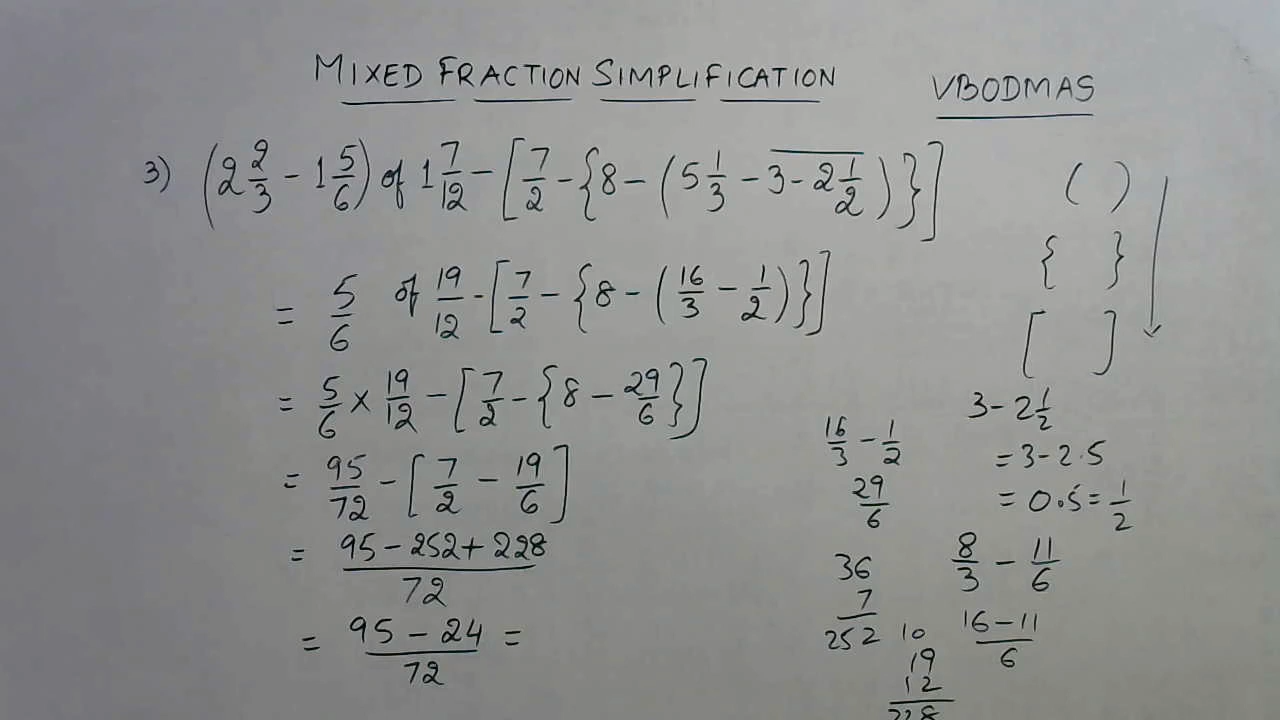 MIXED FRACTION SIMPLIFICATION
VBODMAS
3) (2 2/3 - 1 5/6) of 1 7/12 - [7/2 - {8 - (5 1/3 - 3̅ ̅-̅ ̅2̅ ̅1̅/̅2̅)}]
= 5/6 of 19/12 - [7/2 - {8 - (16/3 - 1/2)}]
= 5/6 × 19/12 - [7/2 - {8 - 29/6}]
= 95/72 - [7/2 - 19/6]
= 95 - 252 + 228 / 72
= 95 - 24 / 72 =
( )
{ }
[ ]
3 - 2 1/2
= 3 - 2.5
= 0.5 = 1/2
16/3 - 1/2
29/6
8/3 - 11/6
16 - 11 / 6
36
7
252
10
19
12
228